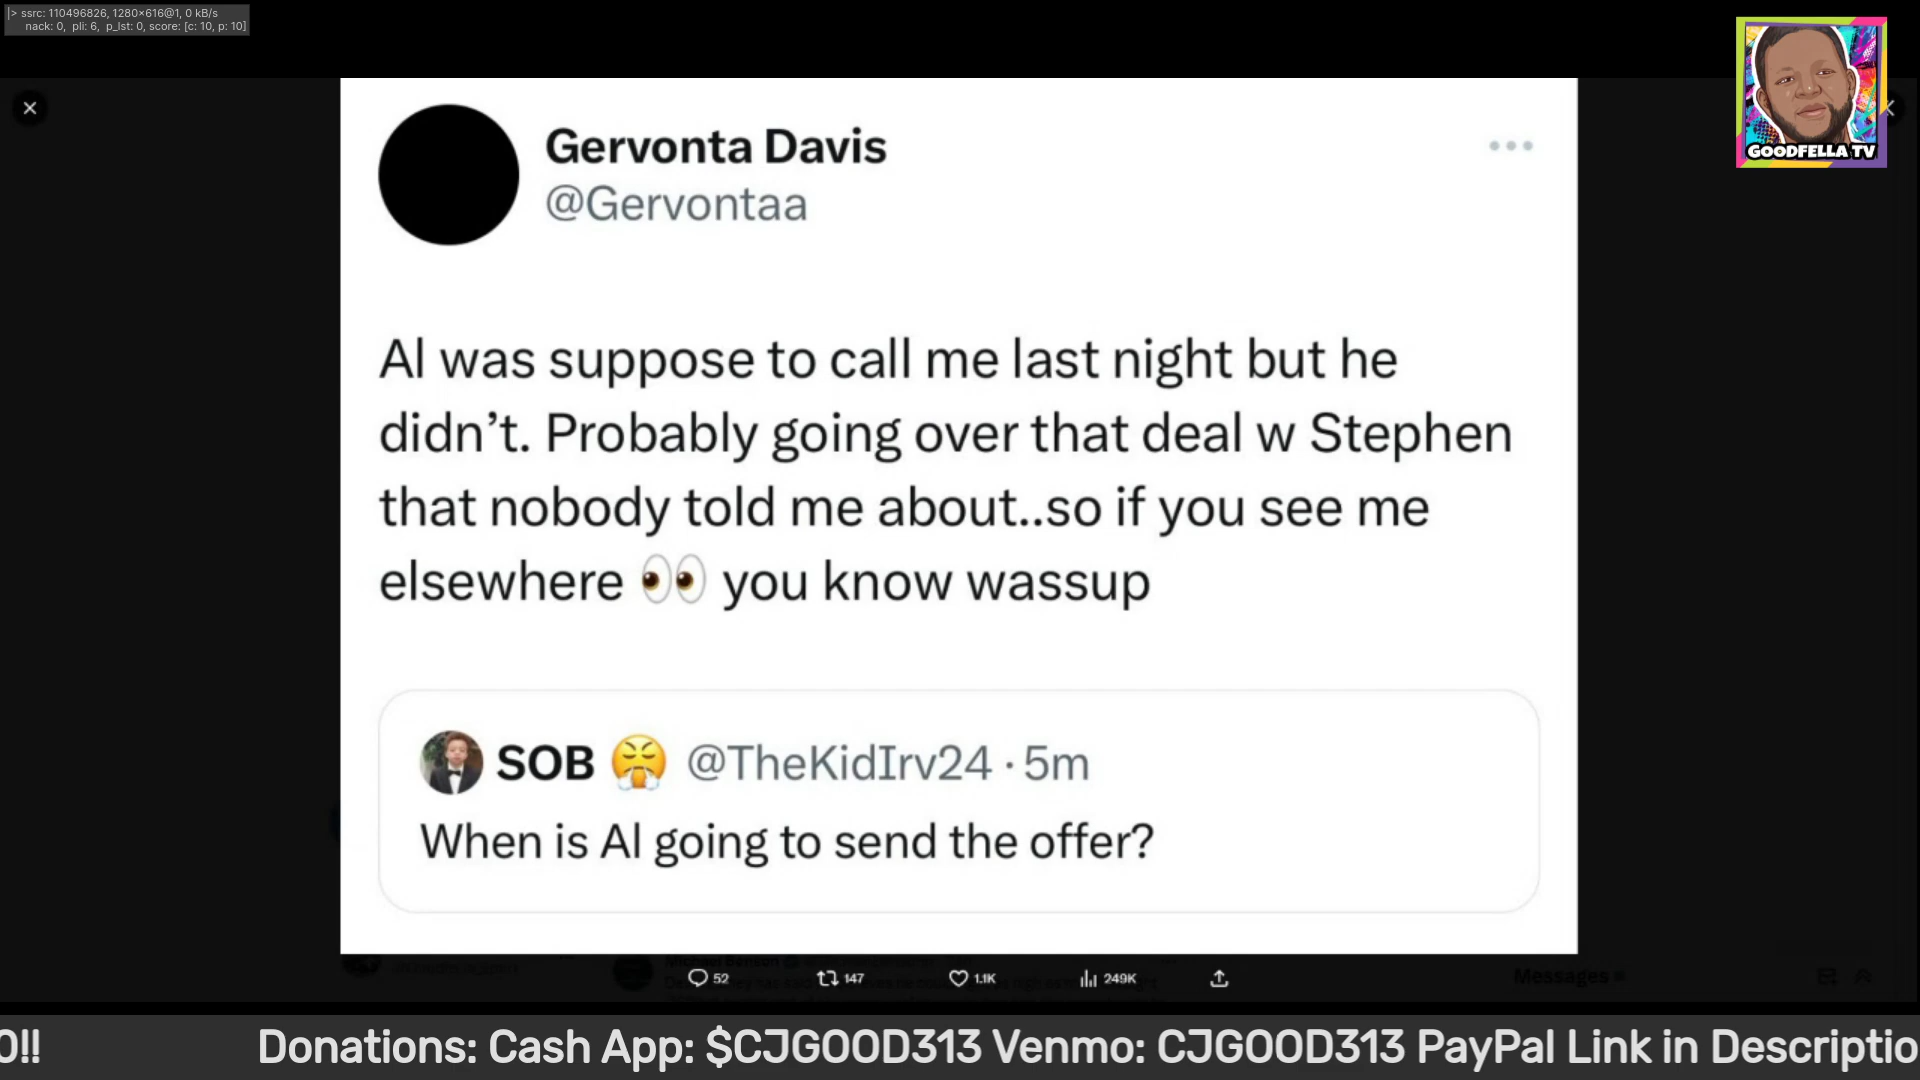 |> ssrc: 110496826, 1280×616@1, 0 kB/s
nack: 0, pli: 6, p_lst: 0, score: [c: 10, p: 10]
GOODFELLA TV
Gervonta Davis
@Gervontaa
Al was suppose to call me last night but he
didn’t. Probably going over that deal w Stephen
that nobody told me about..so if you see me
elsewhere 👀 you know wassup
SOB 😤 @TheKidIrv24 · 5m
When is Al going to send the offer?
Michael Benson
52 147 1.1K 249K
Messages
0!! Donations: Cash App: $CJGOOD313 Venmo: CJGOOD313 PayPal Link in Descriptio